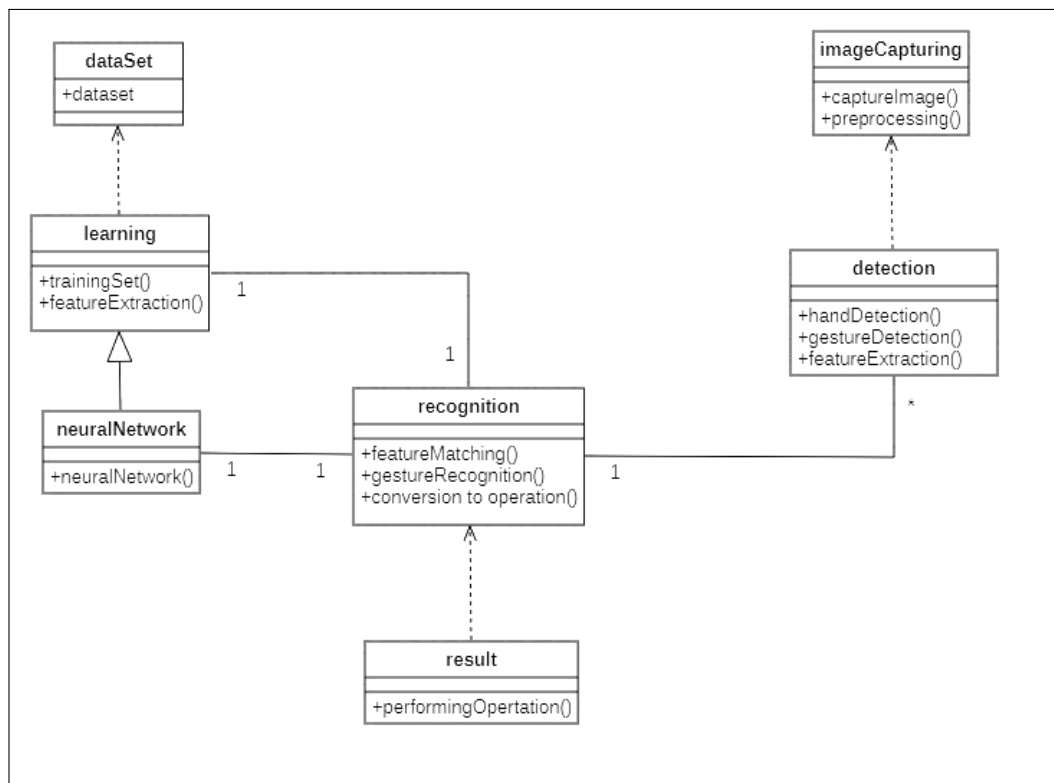 dataSet
+dataset
imageCapturing
+captureImage()
+preprocessing()
learning
+trainingSet()
+featureExtraction()
1
1
detection
+handDetection()
+gestureDetection()
+featureExtraction()
*
neuralNetwork
+neuralNetwork()
1
1
recognition
+featureMatching()
+gestureRecognition()
+conversion to operation()
1
result
+performingOpertation()